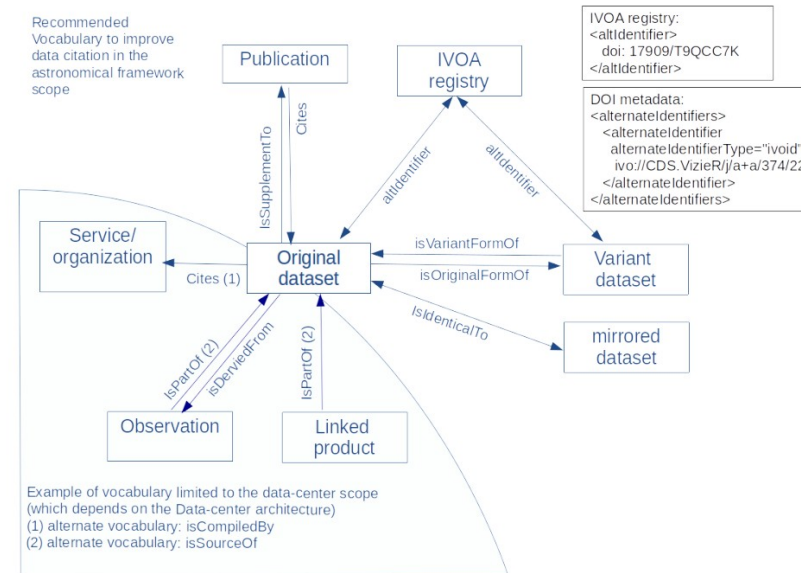 Recommended
Vocabulary to improve
data citation in the
astronomical framework
scope
Publication
IVOA
registry
IVOA registry:
<altIdentifier>
doi: 17909/T9QCC7K
</altIdentifier>
DOI metadata:
<alternateIdentifiers>
<alternateIdentifier
alternateIdentifierType="ivoid"
ivo://CDS.VizieR/j/a+a/374/22
</alternateIdentifier>
</alternateIdentifiers>
IsSupplementTo
Cites
altIdentifier
altIdentifier
Service/
organization
Cites (1)
Original
dataset
isVariantFormOf
isOriginalFormOf
Variant
dataset
IsIdenticalTo
mirrored
dataset
IsPartOf (2)
isDerviedFrom
IsPartOf (2)
Observation
Linked
product
Example of vocabulary limited to the data-center scope
(which depends on the Data-center architecture)
(1) alternate vocabulary: isCompiledBy
(2) alternate vocabulary: isSourceOf